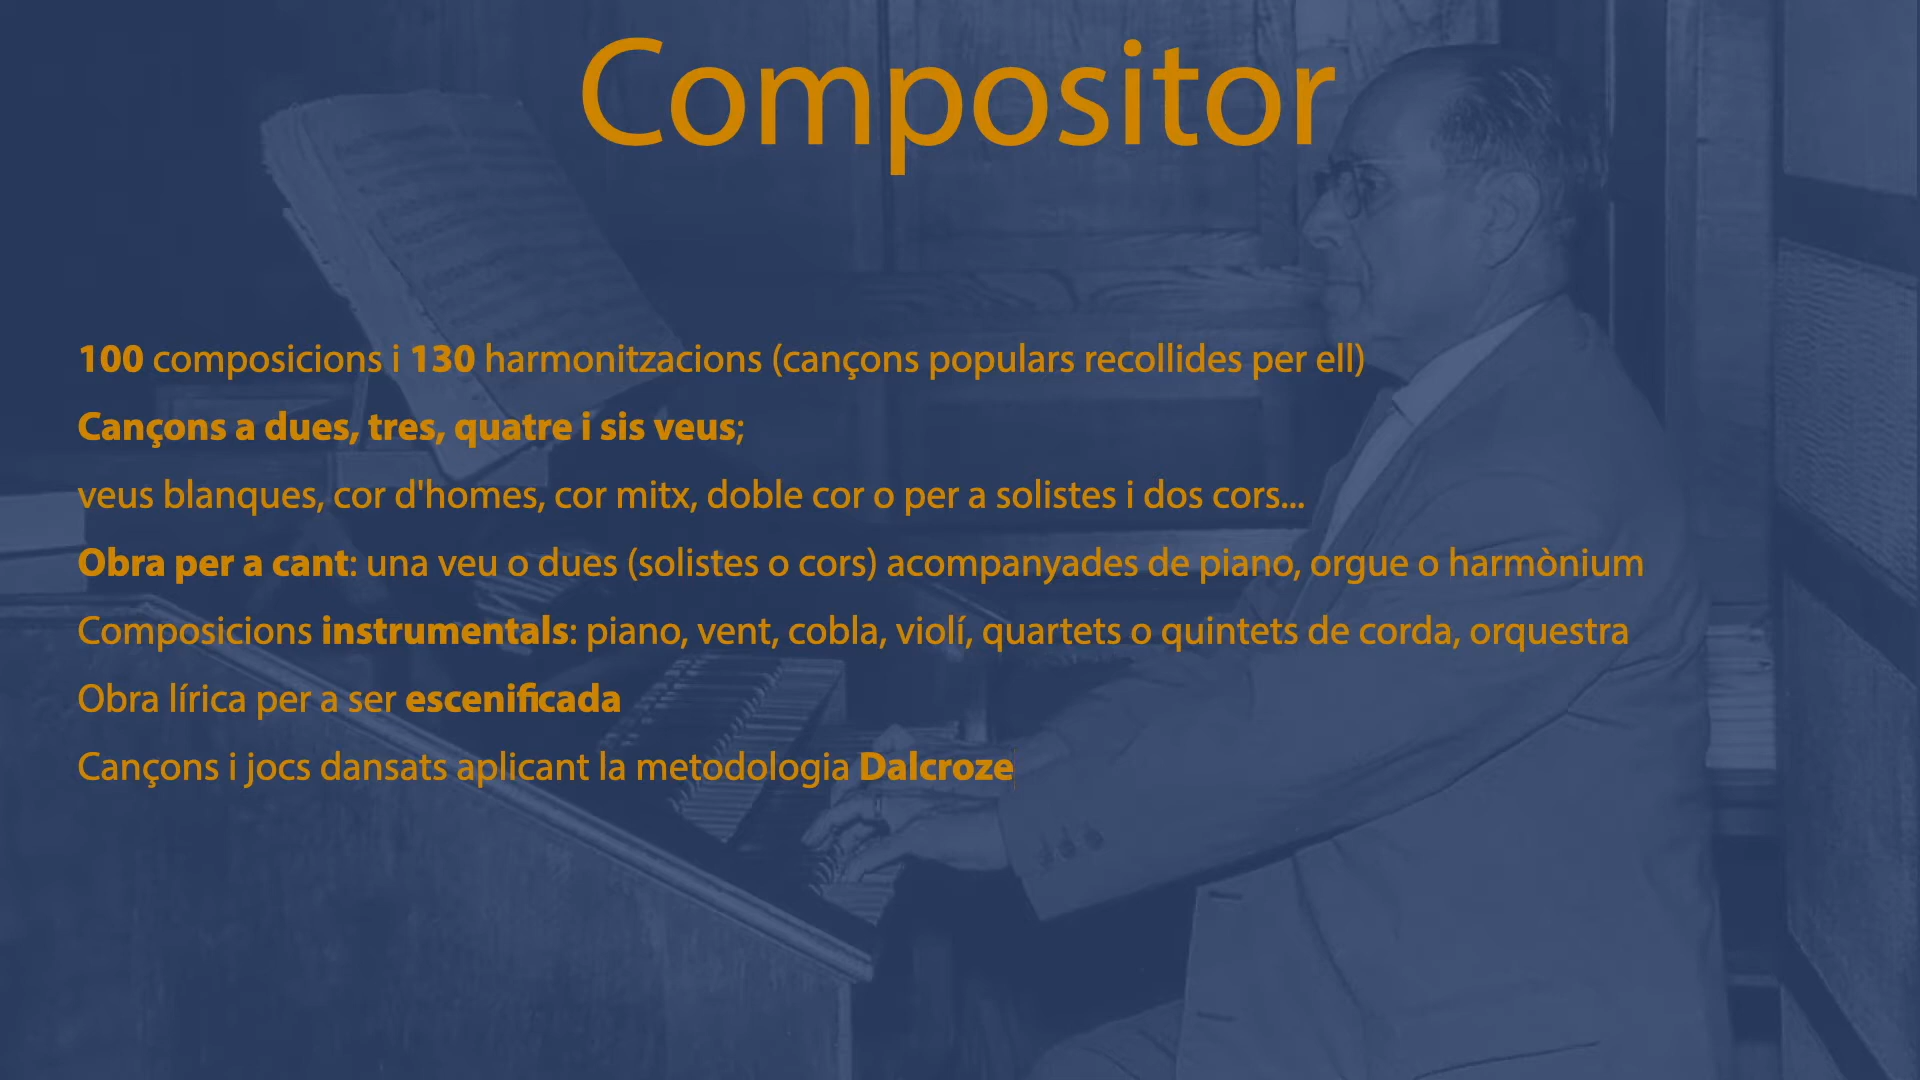 Compositor
100 composicions i 130 harmonitzacions (cançons populars recollides per ell)
Cançons a dues, tres, quatre i sis veus;
veus blanques, cor d'homes, cor mitx, doble cor o per a solistes i dos cors...
Obra per a cant: una veu o dues (solistes o cors) acompanyades de piano, orgue o harmònium
Composicions instrumentals: piano, vent, cobla, violí, quartets o quintets de corda, orquestra
Obra lírica per a ser escenificada
Cançons i jocs dansats aplicant la metodologia Dalcroze